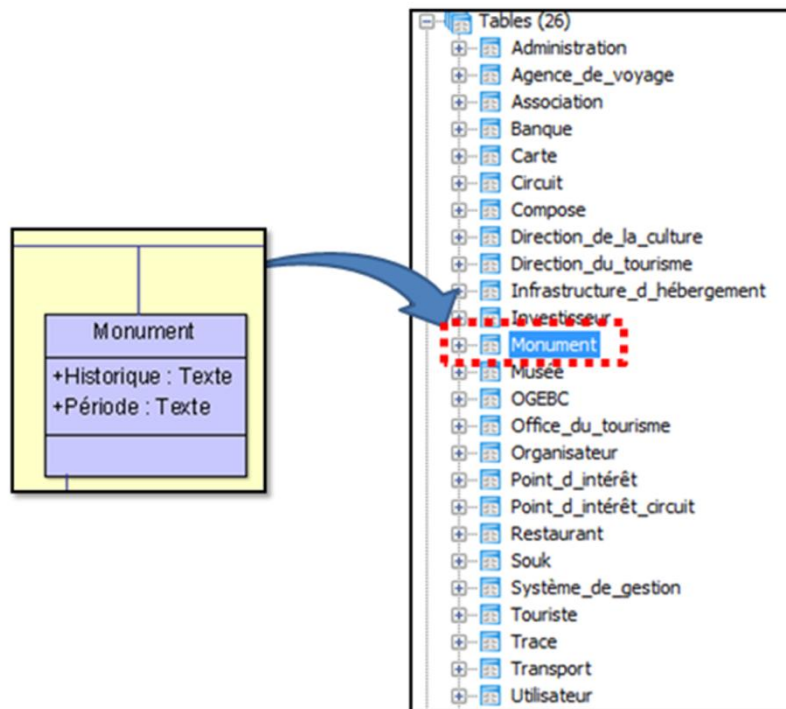 Monument
+Historique : Texte
+Période : Texte
Tables (26)
Administration
Agence_de_voyage
Association
Banque
Carte
Circuit
Compose
Direction_de_la_culture
Direction_du_tourisme
Infrastructure_d_hébergement
Investisseur
Monument
Musée
OGEBC
Office_du_tourisme
Organisateur
Point_d_intérêt
Point_d_intérêt_circuit
Restaurant
Souk
Système_de_gestion
Touriste
Trace
Transport
Utilisateur